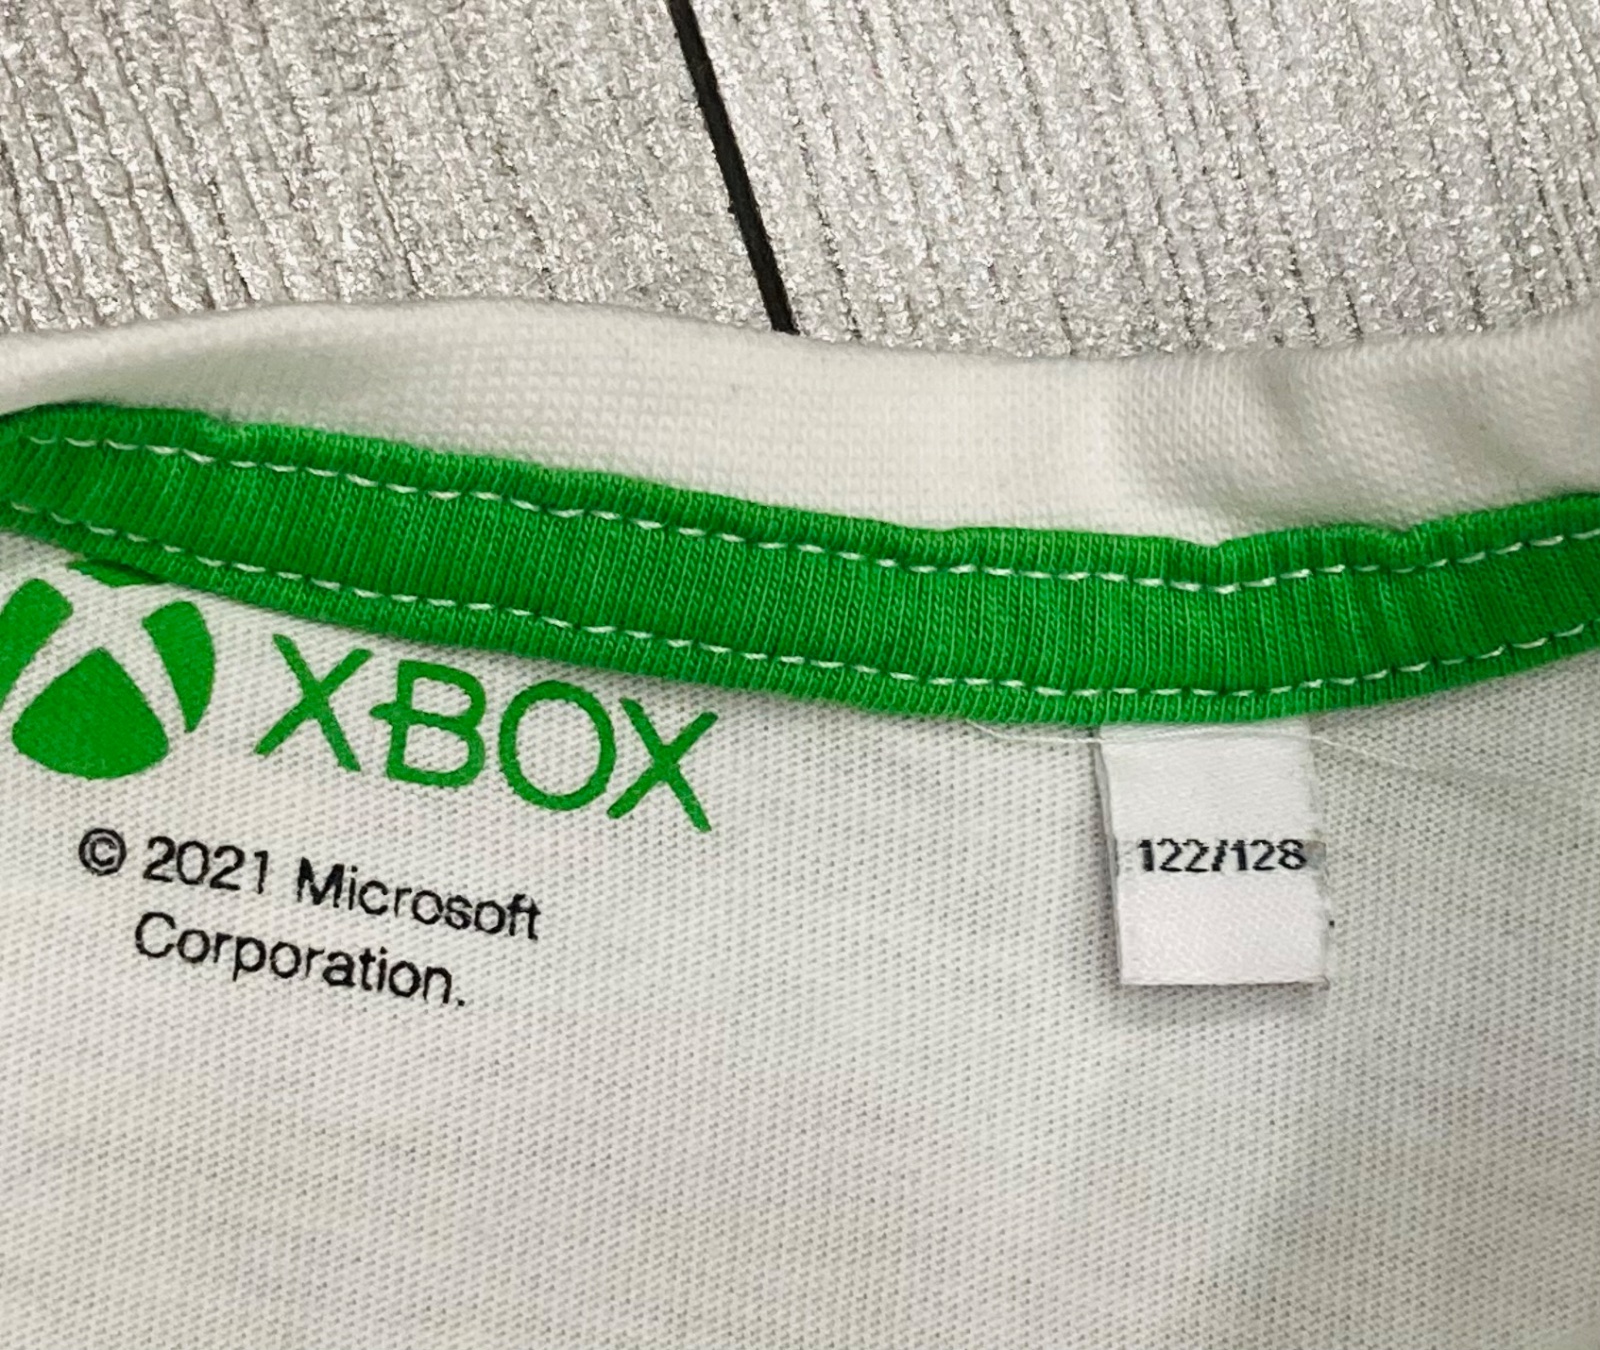 XBOX
© 2021 Microsoft
Corporation.
122/128